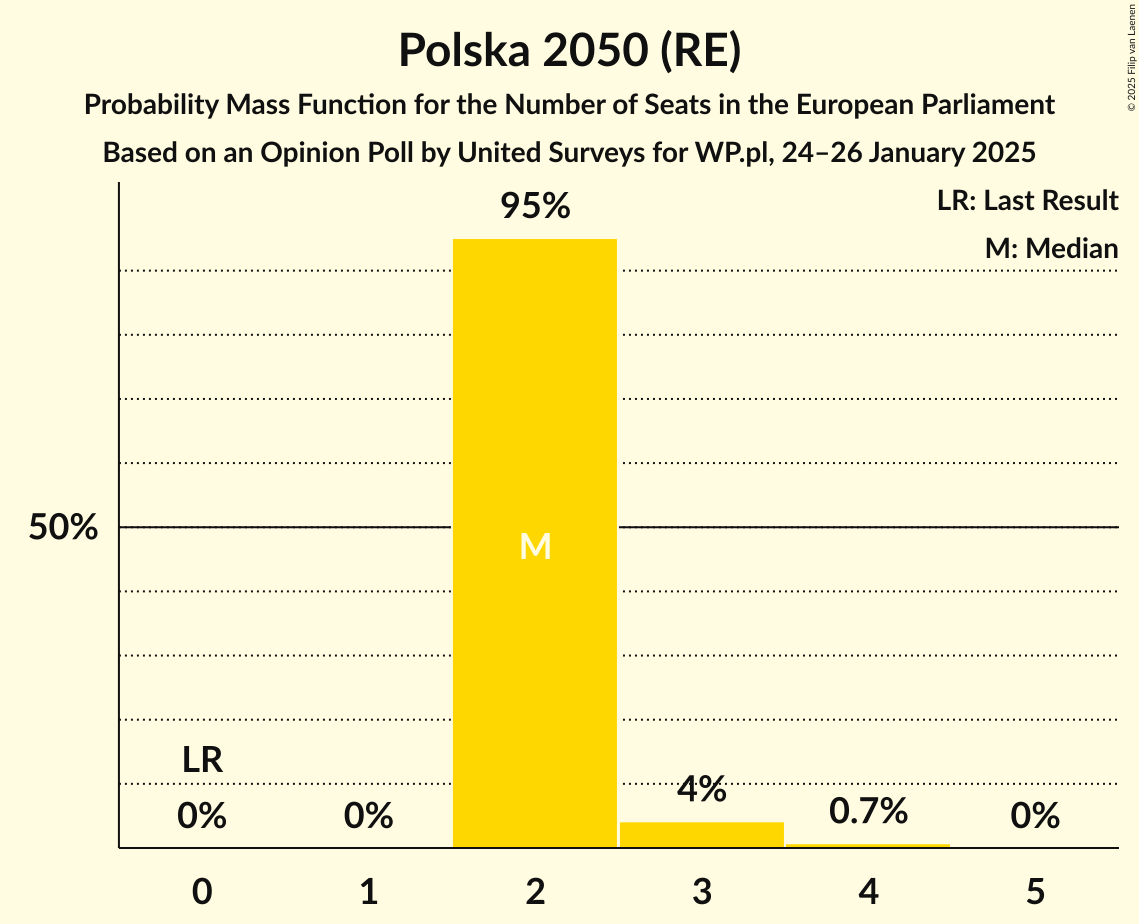 Polska 2050 (RE)
Probability Mass Function for the Number of Seats in the European Parliament
Based on an Opinion Poll by United Surveys for WP.pl, 24–26 January 2025
© 2025 Filip van Laenen
LR: Last Result
M: Median
95%
50%
M
LR
0%
0%
4%
0.7%
0%
0
1
2
3
4
5